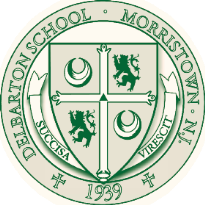 DELBARTON SCHOOL · MORRISTOWN · N.J.
SUCCISA
VIRESCIT
1939